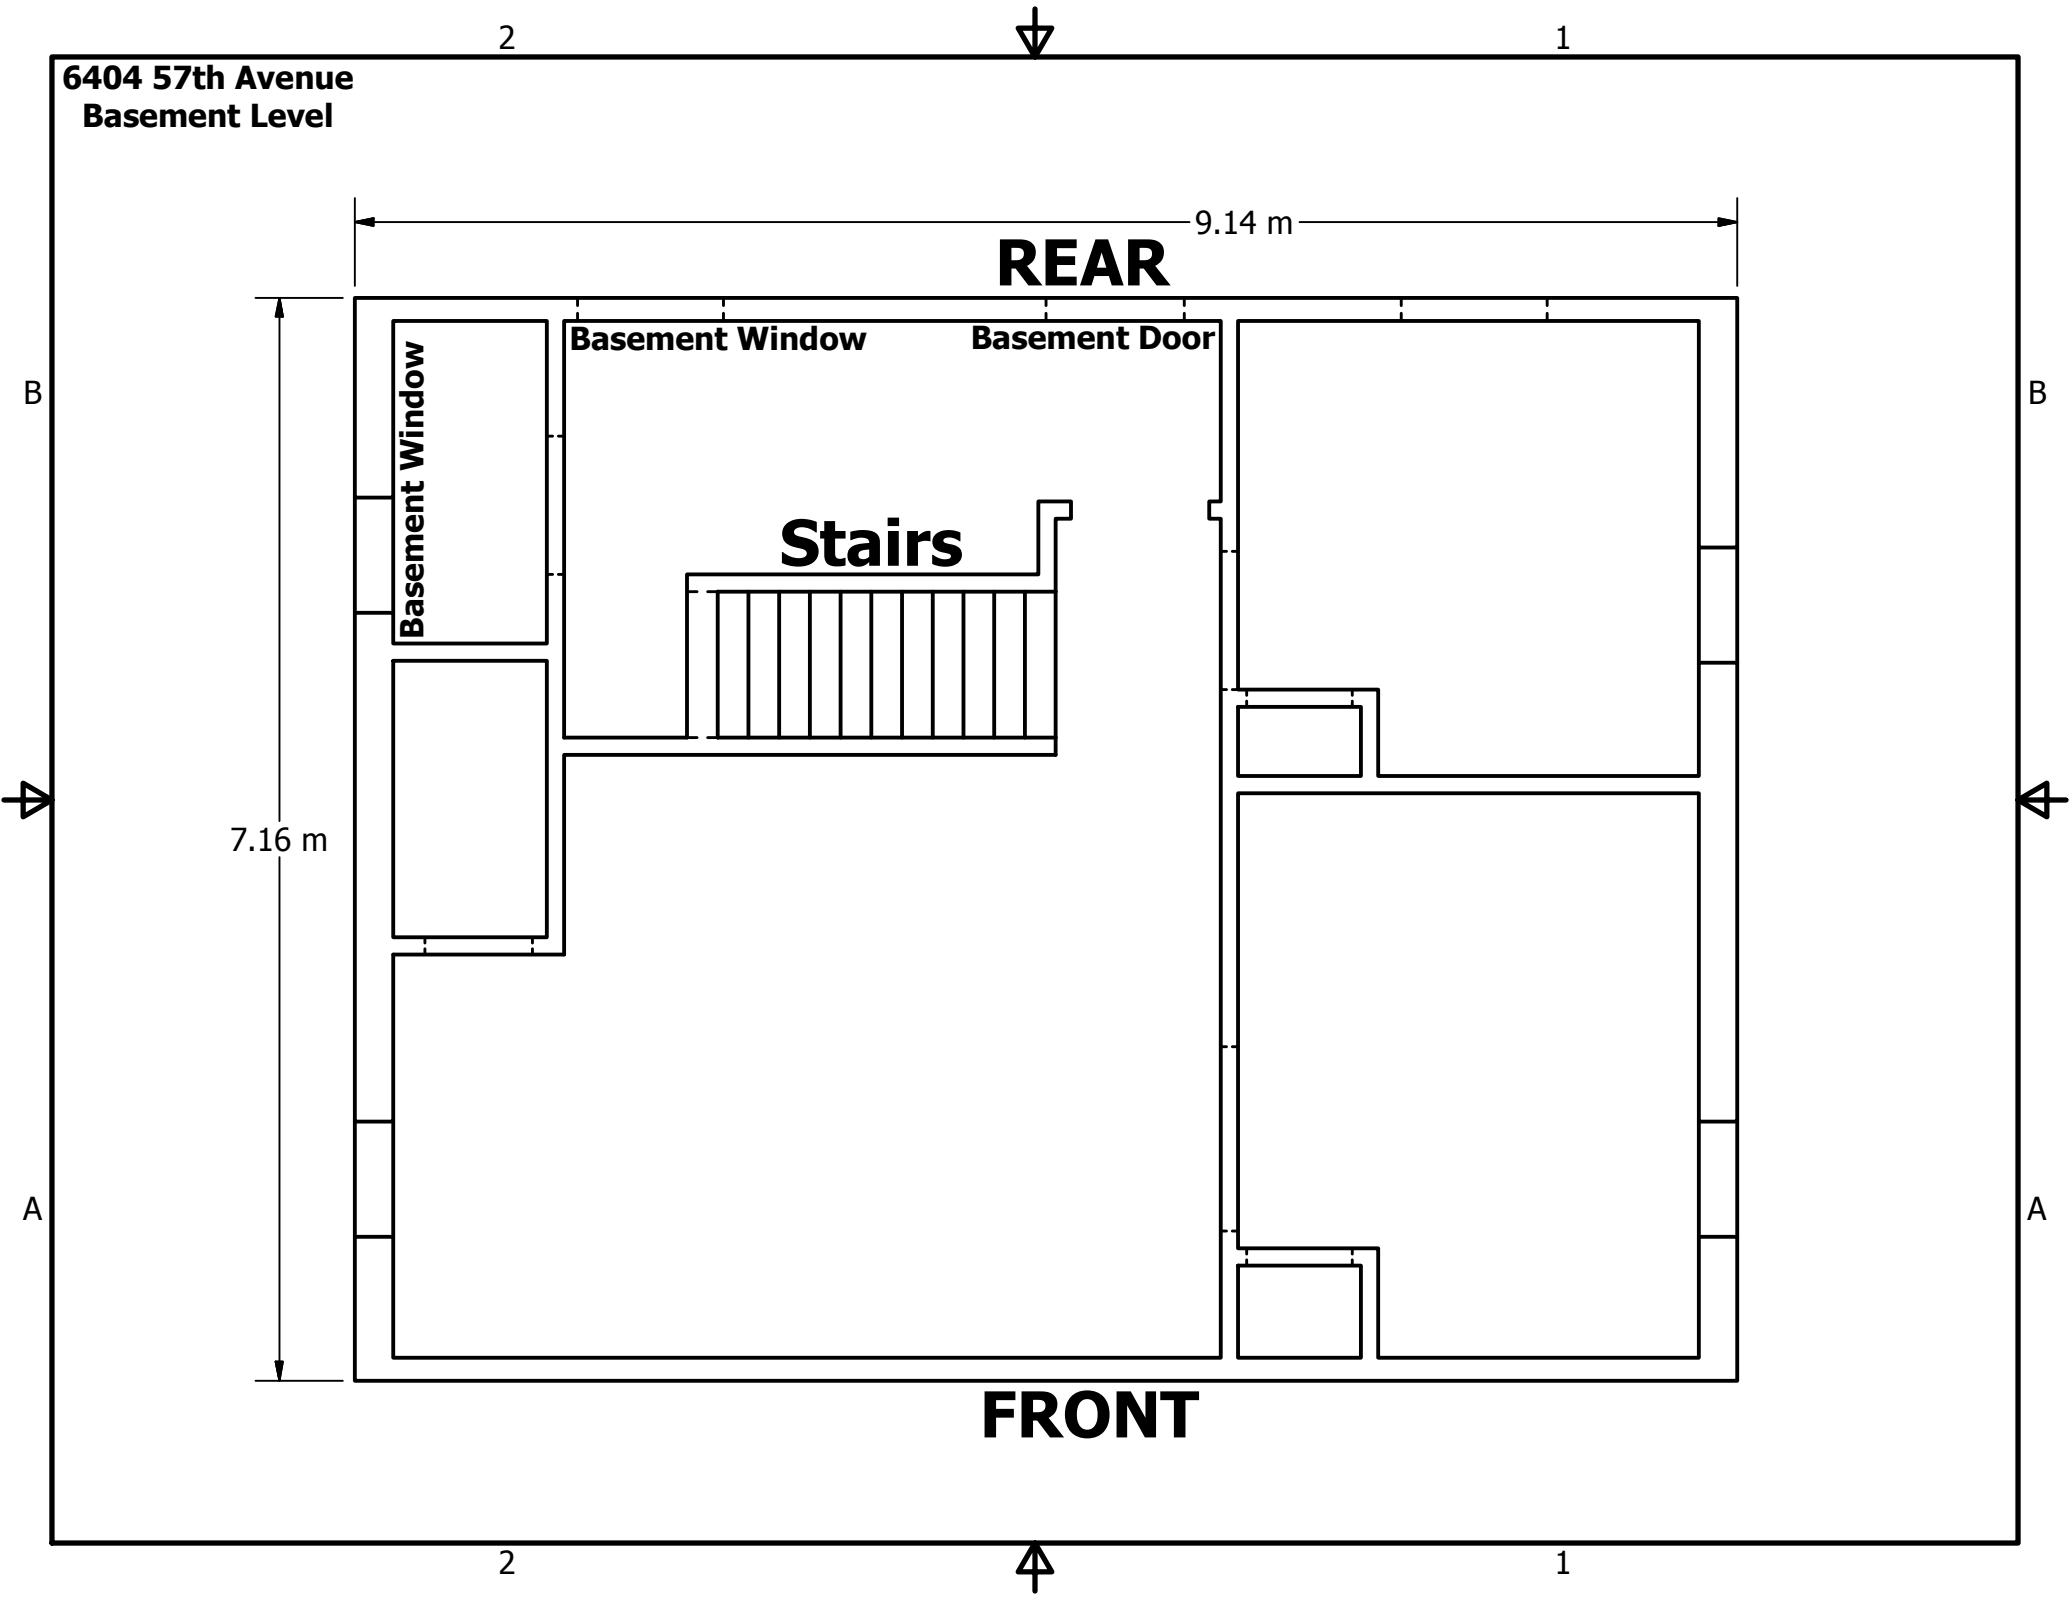 2
1
6404 57th Avenue
Basement Level
9.14 m
REAR
Basement Window
Basement Door
Basement Window
B
B
Stairs
7.16 m
A
A
FRONT
2
1